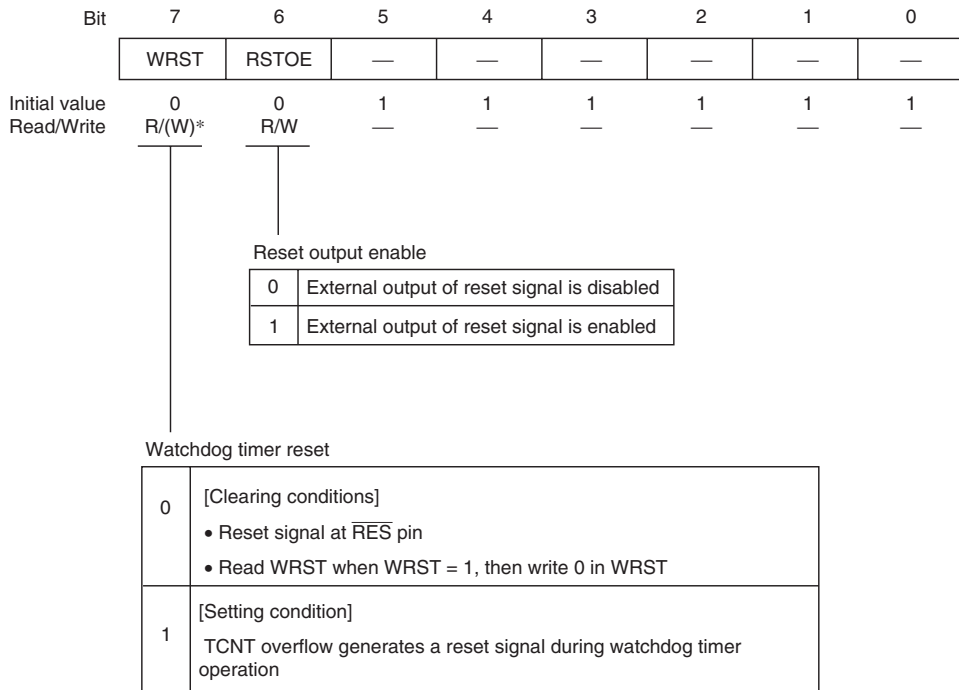 Bit 7 6 5 4 3 2 1 0
WRST RSTOE — — — — — —
Initial value 0 0 1 1 1 1 1 1
Read/Write R/(W)* R/W — — — — — —
Reset output enable
0 External output of reset signal is disabled
1 External output of reset signal is enabled
Watchdog timer reset
0 [Clearing conditions]
• Reset signal at R̅E̅S̅ pin
• Read WRST when WRST = 1, then write 0 in WRST
1 [Setting condition]
TCNT overflow generates a reset signal during watchdog timer
operation